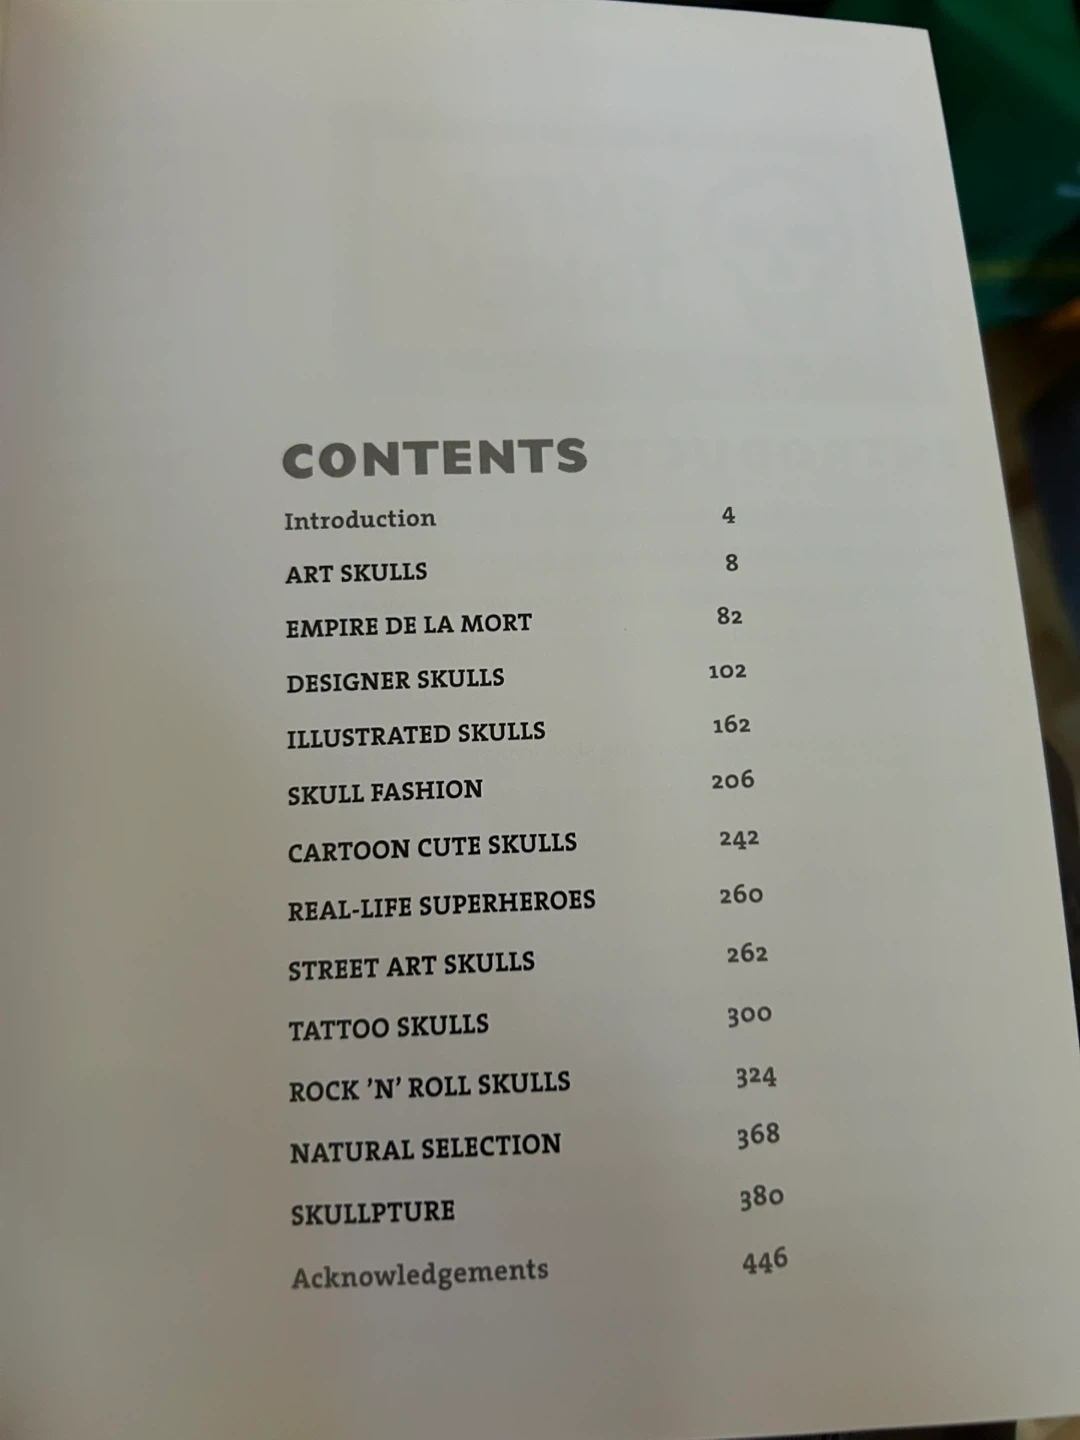 CONTENTS
Introduction 4
ART SKULLS 8
EMPIRE DE LA MORT 82
DESIGNER SKULLS 102
ILLUSTRATED SKULLS 162
SKULL FASHION 206
CARTOON CUTE SKULLS 242
REAL-LIFE SUPERHEROES 260
STREET ART SKULLS 262
TATTOO SKULLS 300
ROCK ’N’ ROLL SKULLS 324
NATURAL SELECTION 368
SKULLPTURE 380
Acknowledgements 446